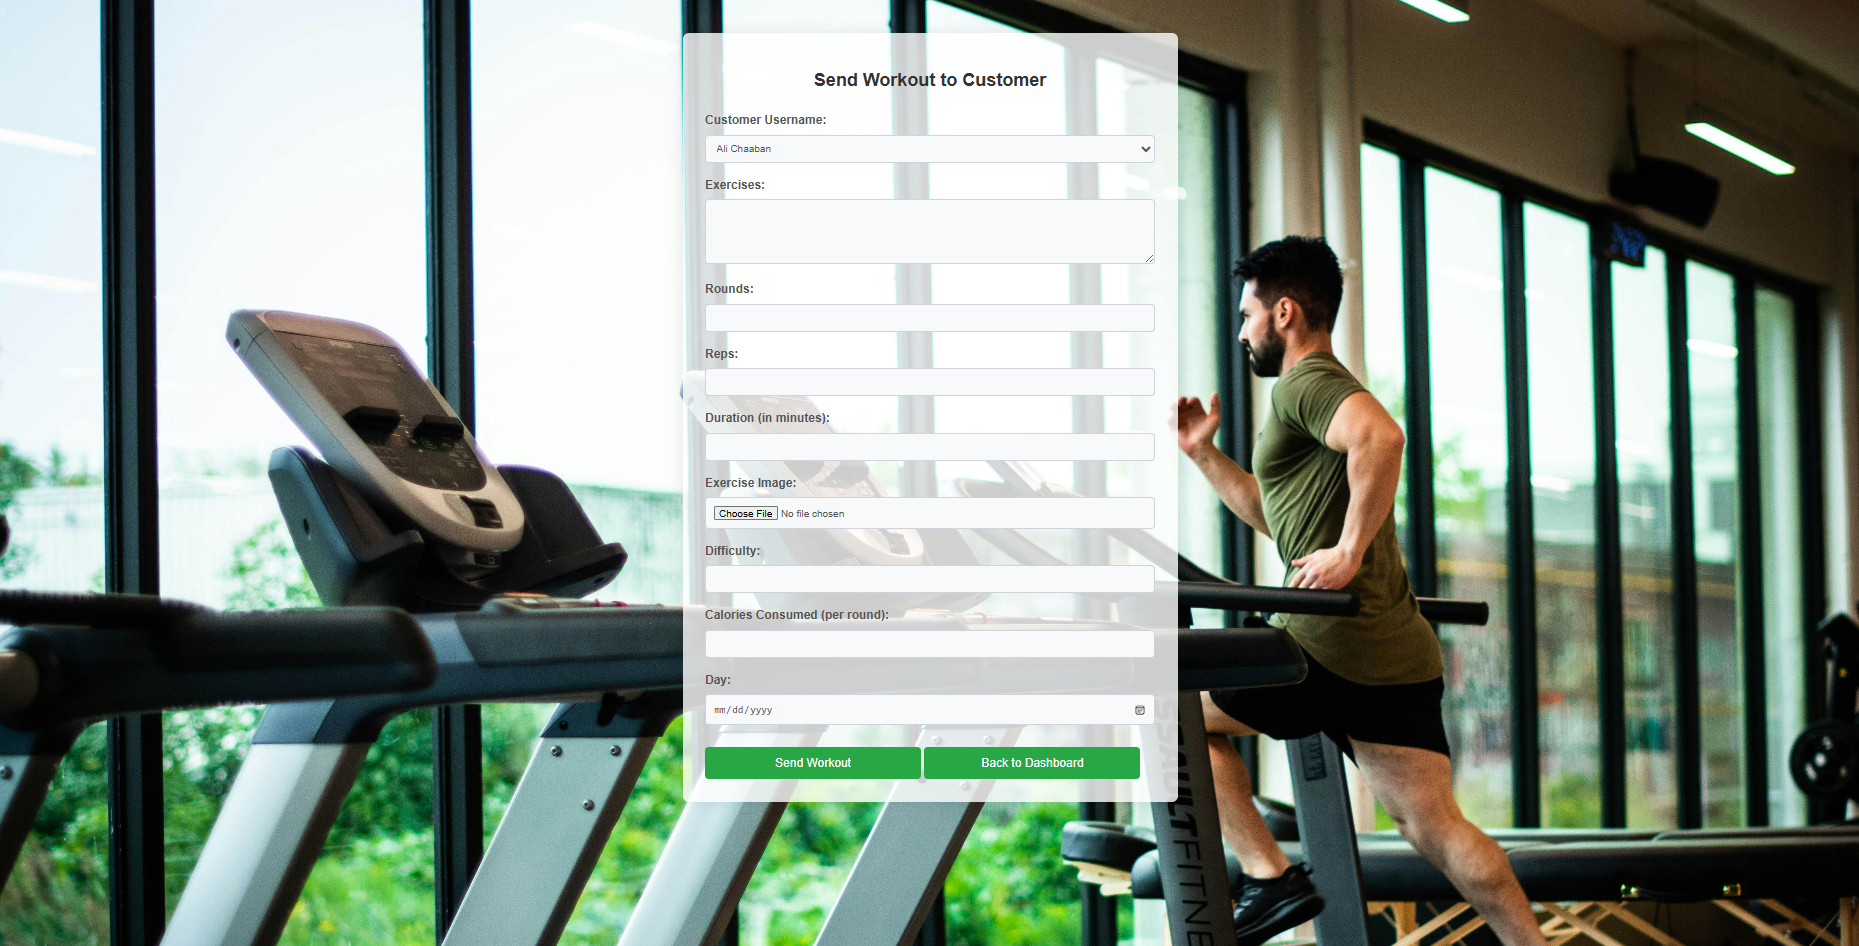 Send Workout to Customer
Customer Username:
Ali Chaaban
Exercises:
Rounds:
Reps:
Duration (in minutes):
Exercise Image:
Choose File No file chosen
Difficulty:
Calories Consumed (per round):
Day:
mm/dd/yyyy
Send Workout Back to Dashboard